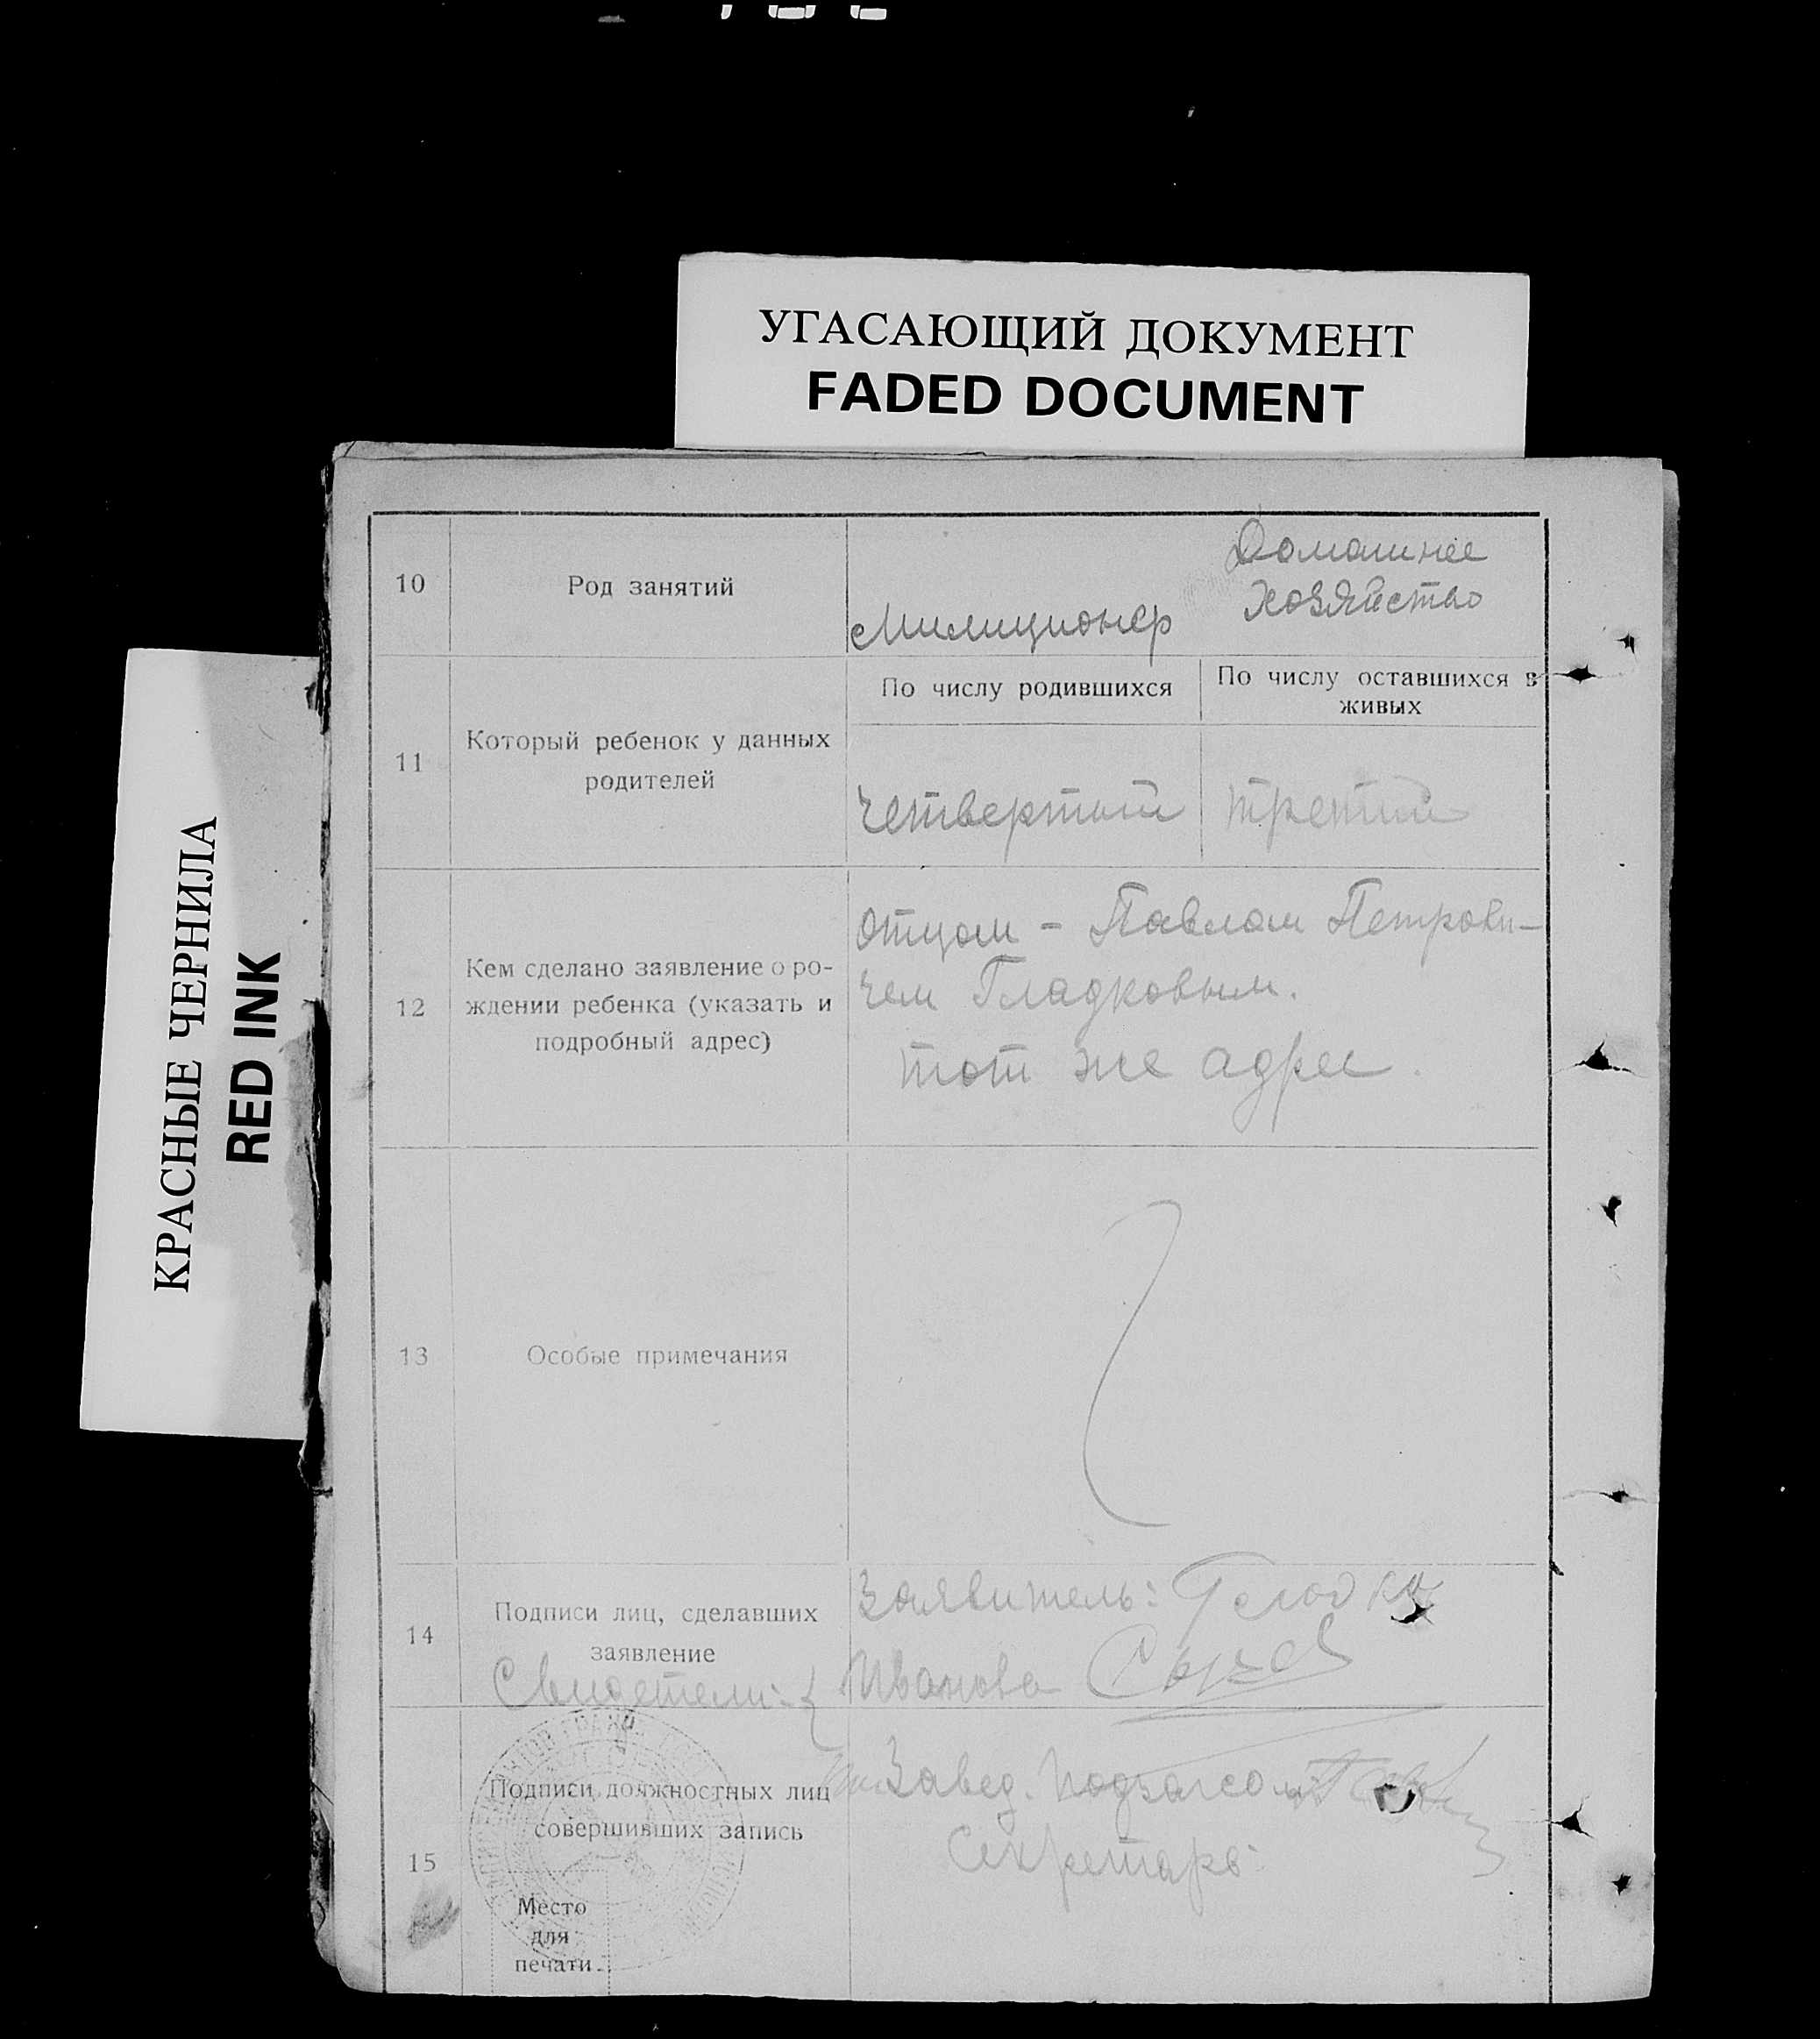 УГАСАЮЩИЙ ДОКУМЕНТ
FADED DOCUMENT
КРАСНЫЕ ЧЕРНИЛА
RED INK
10
Род занятий
Милиционер
Домашнее
хозяйство
11
Который ребенок у данных
родителей
По числу родившихся
По числу оставшихся в
живых
Четвертый
третий
12
Кем сделано заявление о ро-
ждении ребенка (указать и
подробный адрес)
Отцом - Павлом Петрови-
чем Гладковым.
тот же адрес.
13
Особые примечания
14
Подписи лиц, сделавших
заявление
Заявитель:
Свидетели:
Иванова
15
Подписи должностных лиц
совершивших запись
Завед.
Секретарь
Место
для
печати